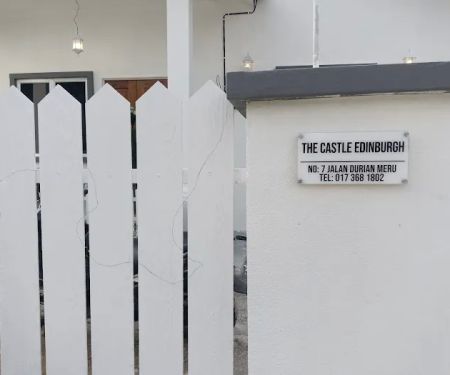 THE CASTLE EDINBURGH
NO: 7 JALAN DURIAN MERU
TEL: 017 368 1802